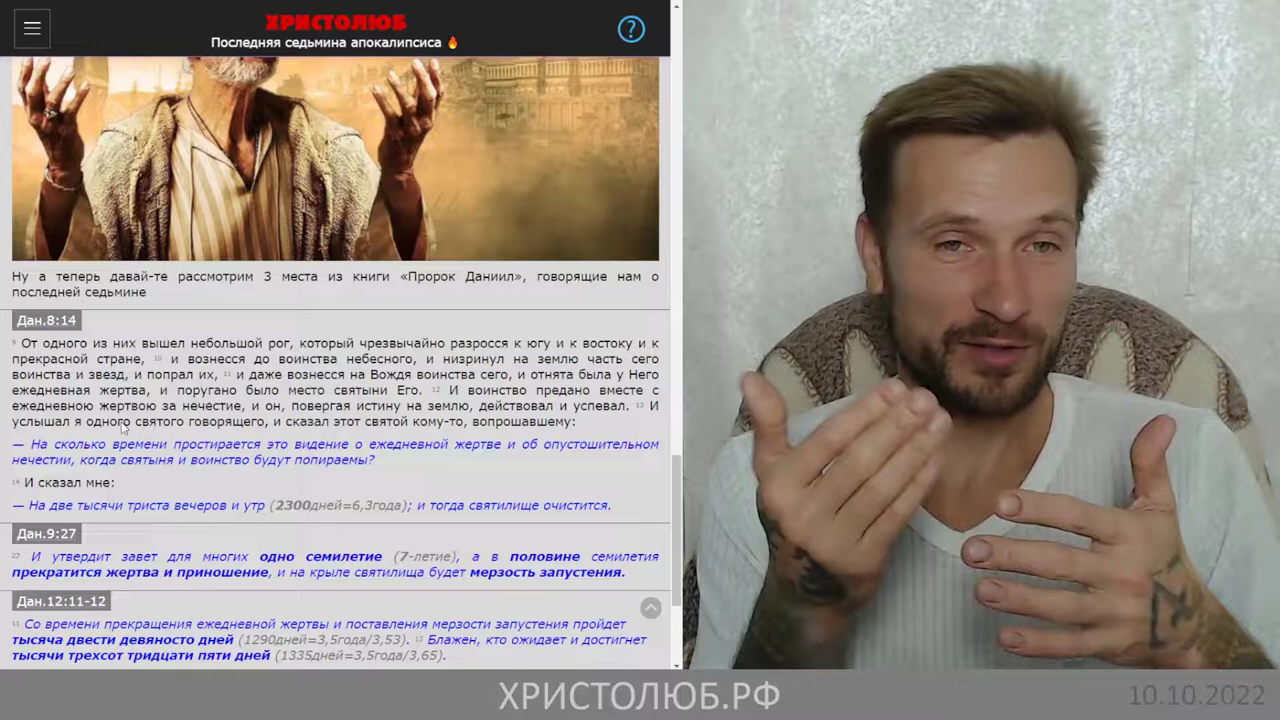 ХРИСТОЛЮБ
Последняя седьмина апокалипсиса 🔥
?
Ну а теперь давай-те рассмотрим 3 места из книги «Пророк Даниил», говорящие нам о
последней седьмине
Дан.8:14
9 От одного из них вышел небольшой рог, который чрезвычайно разросся к югу и к востоку и к
прекрасной стране, 10 и вознесся до воинства небесного, и низринул на землю часть сего
воинства и звезд, и попрал их, 11 и даже вознесся на Вождя воинства сего, и отнята была у Него
ежедневная жертва, и поругано было место святыни Его. 12 И воинство предано вместе с
ежедневною жертвою за нечестие, и он, повергая истину на землю, действовал и успевал. 13 И
услышал я одного святого говорящего, и сказал этот святой кому-то, вопрошавшему:
— На сколько времени простирается это видение о ежедневной жертве и об опустошительном
нечестии, когда святыня и воинство будут попираемы?
14 И сказал мне:
— На две тысячи триста вечеров и утр (2300дней=6,3года); и тогда святилище очистится.
Дан.9:27
27 И утвердит завет для многих одно семилетие (7-летие), а в половине семилетия
прекратится жертва и приношение, и на крыле святилища будет мерзость запустения.
Дан.12:11-12
11 Со времени прекращения ежедневной жертвы и поставления мерзости запустения пройдет
тысяча двести девяносто дней (1290дней=3,5года/3,53). 12 Блажен, кто ожидает и достигнет
тысячи трехсот тридцати пяти дней (1335дней=3,5года/3,65).
ХРИСТОЛЮБ.РФ
10.10.2022